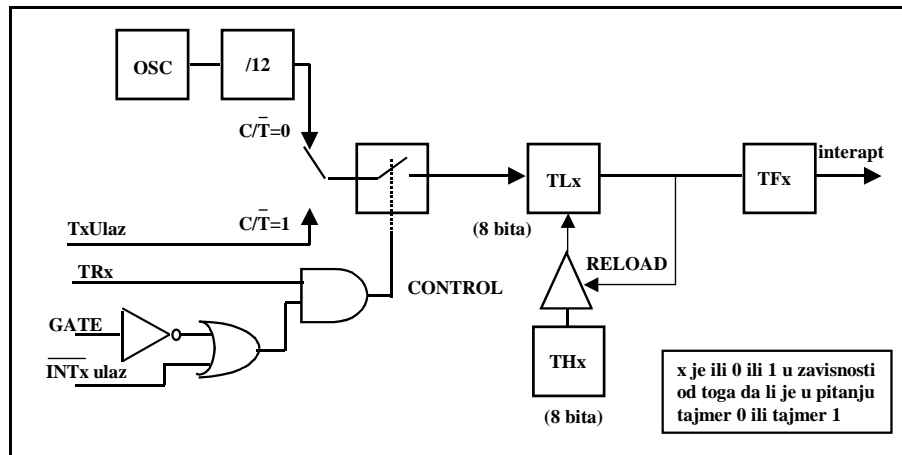 OSC
/12
C/T̅=0
interapt
TLx
TFx
C/T̅=1
TxUlaz
(8 bita)
TRx
RELOAD
CONTROL
GATE
THx
I̅N̅T̅x ulaz
(8 bita)
x je ili 0 ili 1 u zavisnosti
od toga da li je u pitanju
tajmer 0 ili tajmer 1